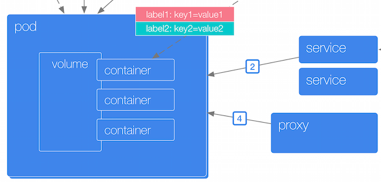 label1: key1=value1
label2: key2=value2
pod
volume
container
container
container
2
4
service
service
proxy